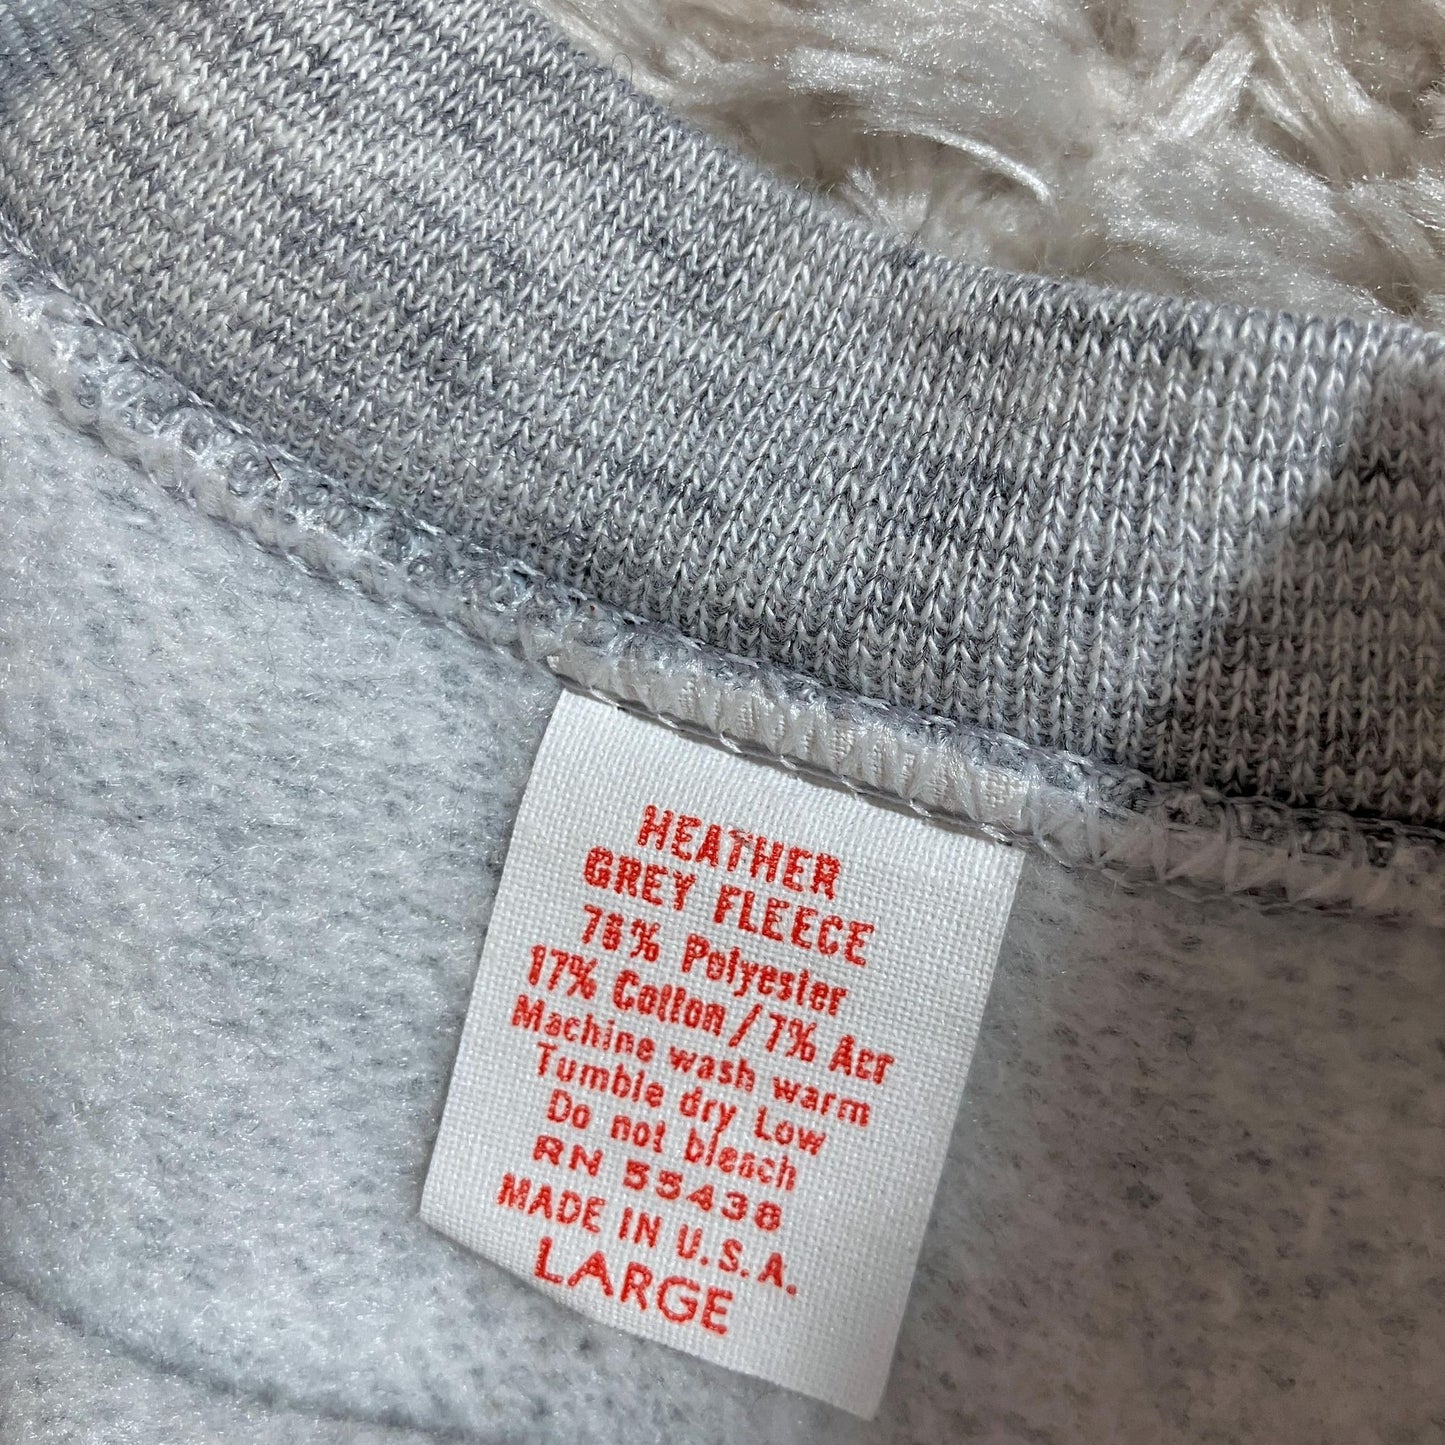 HEATHER
GREY FLEECE
76% Polyester
17% Cotton / 7% Acr
Machine wash warm
Tumble dry Low
Do not bleach
RN 55438
MADE IN U.S.A.
LARGE